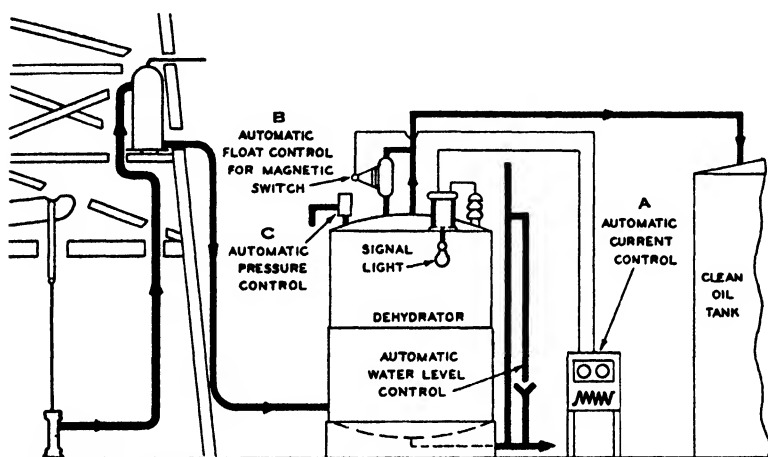 B
AUTOMATIC
FLOAT CONTROL
FOR MAGNETIC
SWITCH
C
AUTOMATIC
PRESSURE
CONTROL
SIGNAL
LIGHT
DEHYDRATOR
AUTOMATIC
WATER LEVEL
CONTROL
A
AUTOMATIC
CURRENT
CONTROL
CLEAN
OIL
TANK